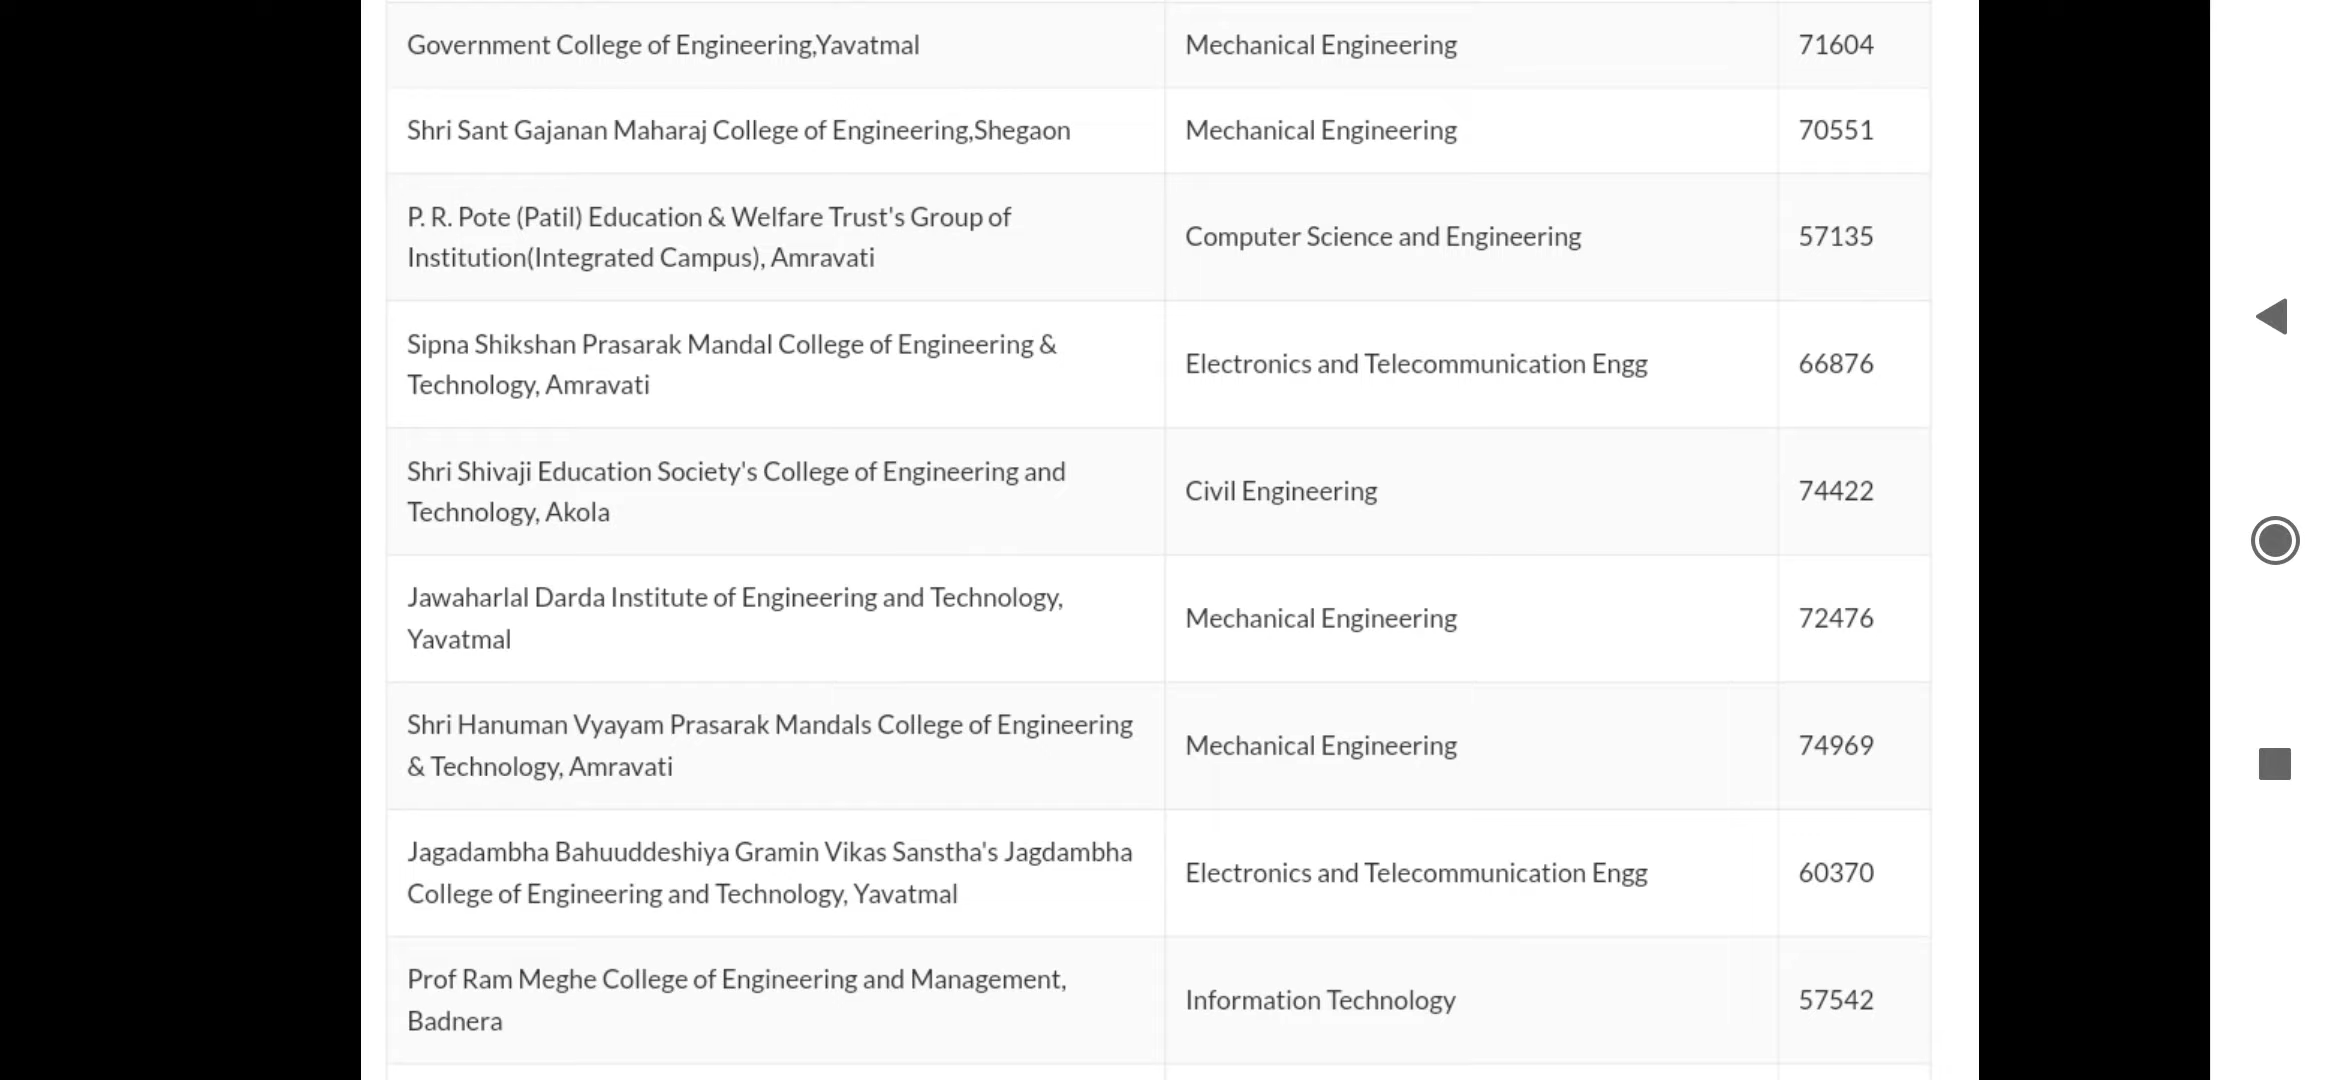 Government College of Engineering,Yavatmal Mechanical Engineering 71604
Shri Sant Gajanan Maharaj College of Engineering,Shegaon Mechanical Engineering 70551
P. R. Pote (Patil) Education & Welfare Trust's Group of
Institution(Integrated Campus), Amravati
Computer Science and Engineering 57135
Sipna Shikshan Prasarak Mandal College of Engineering &
Technology, Amravati
Electronics and Telecommunication Engg 66876
Shri Shivaji Education Society's College of Engineering and
Technology, Akola
Civil Engineering 74422
Jawaharlal Darda Institute of Engineering and Technology,
Yavatmal
Mechanical Engineering 72476
Shri Hanuman Vyayam Prasarak Mandals College of Engineering
& Technology, Amravati
Mechanical Engineering 74969
Jagadambha Bahuuddeshiya Gramin Vikas Sanstha's Jagdambha
College of Engineering and Technology, Yavatmal
Electronics and Telecommunication Engg 60370
Prof Ram Meghe College of Engineering and Management,
Badnera
Information Technology 57542